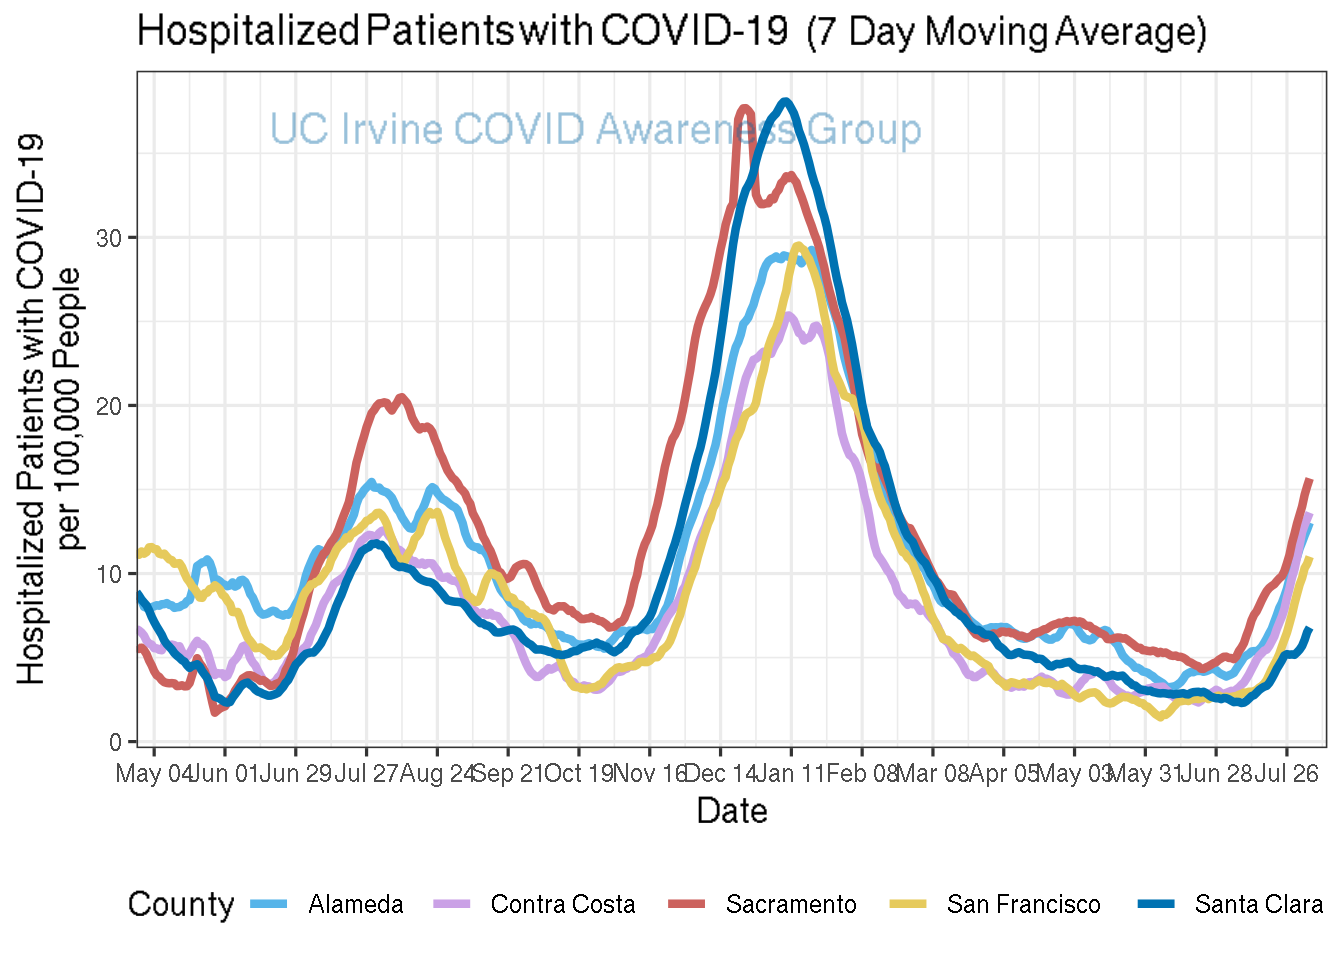 Hospitalized Patients with COVID-19 (7 Day Moving Average)
UC Irvine COVID Awareness Group
Hospitalized Patients with COVID-19
per 100,000 People
30
20
10
0
May 04 Jun 01 Jun 29 Jul 27 Aug 24 Sep 21 Oct 19 Nov 16 Dec 14 Jan 11 Feb 08 Mar 08 Apr 05 May 03 May 31 Jun 28 Jul 26
Date
County Alameda Contra Costa Sacramento San Francisco Santa Clara